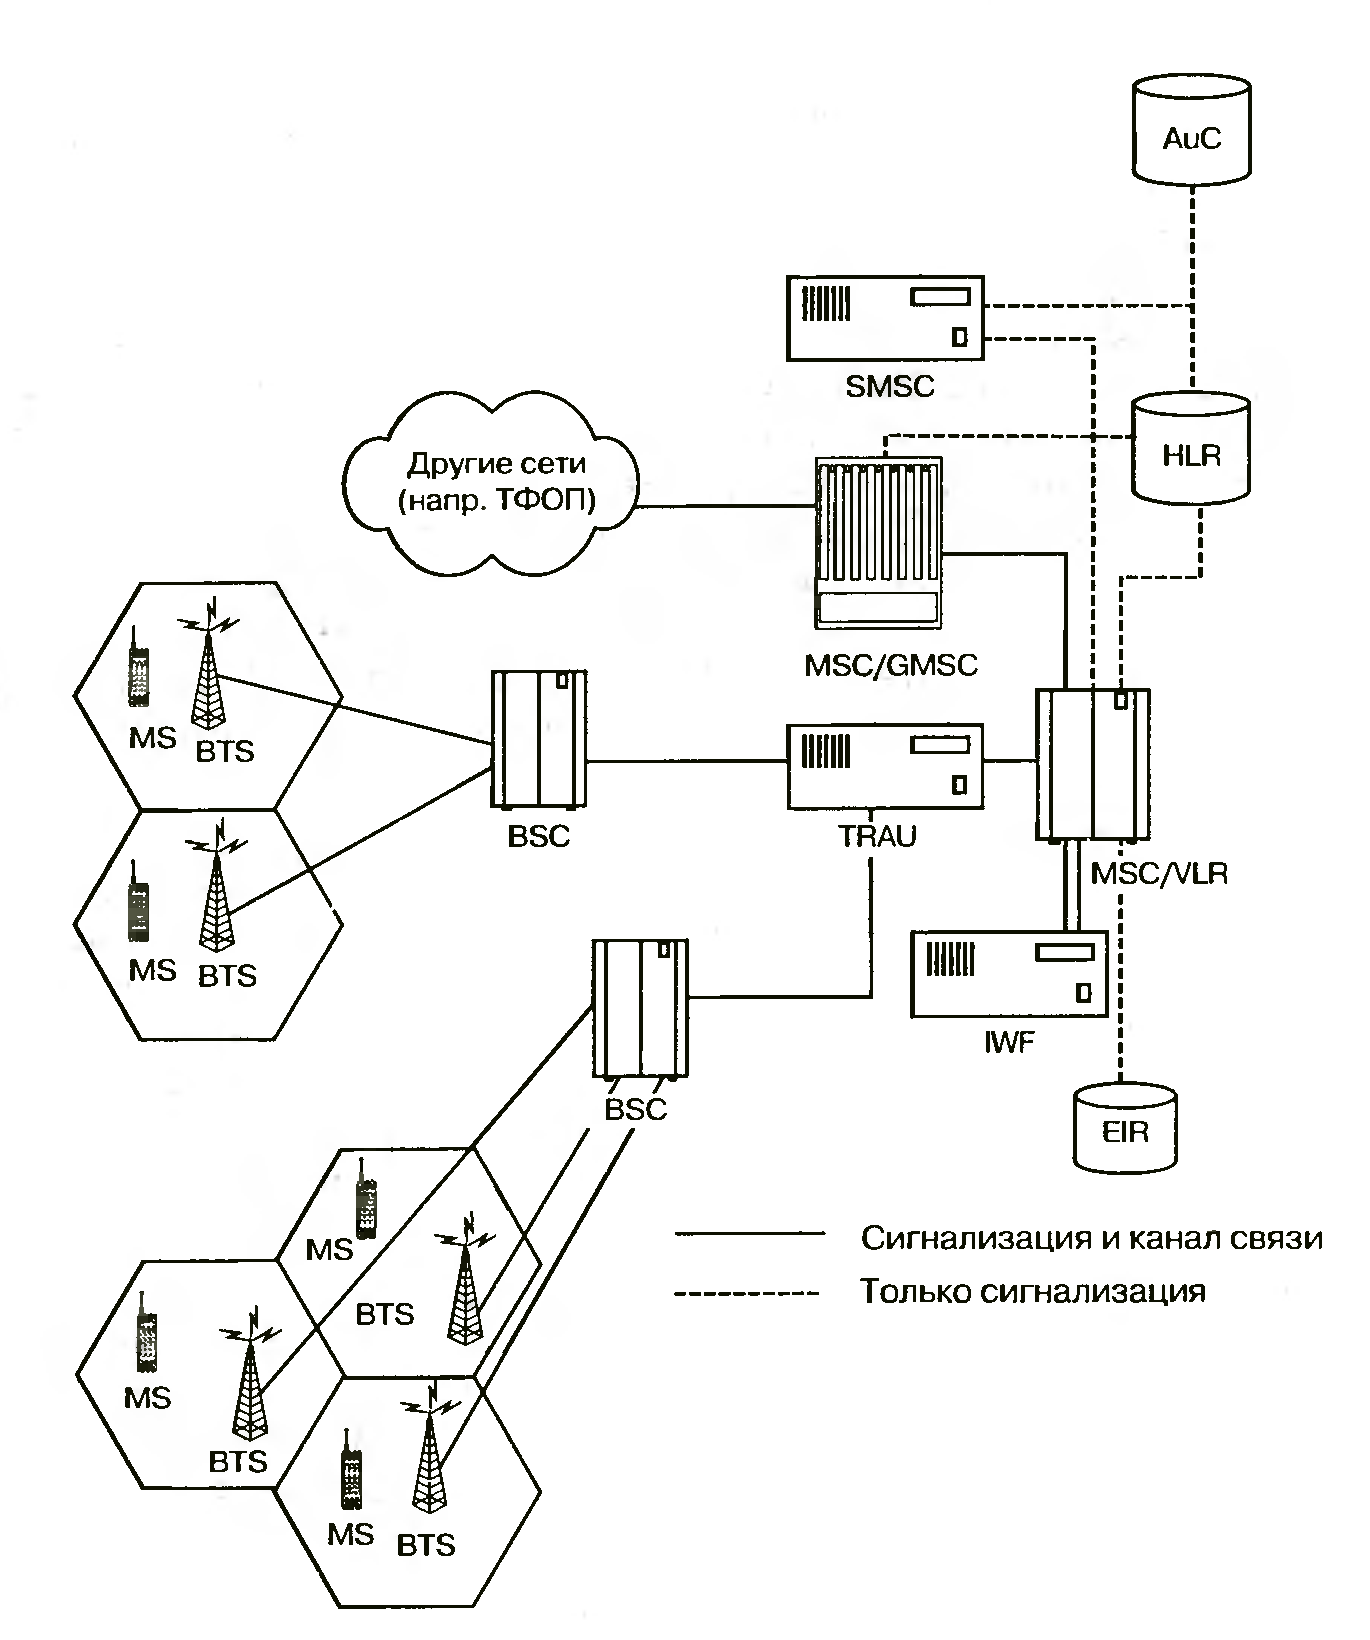 AuC
SMSC
HLR
Другие сети
(напр. ТФОП)
MSC/GMSC
MS
BTS
BSC
TRAU
MSC/VLR
MS
BTS
IWF
BSC
EIR
MS
BTS
MS
BTS
MS
BTS
Сигнализация и канал связи
Только сигнализация